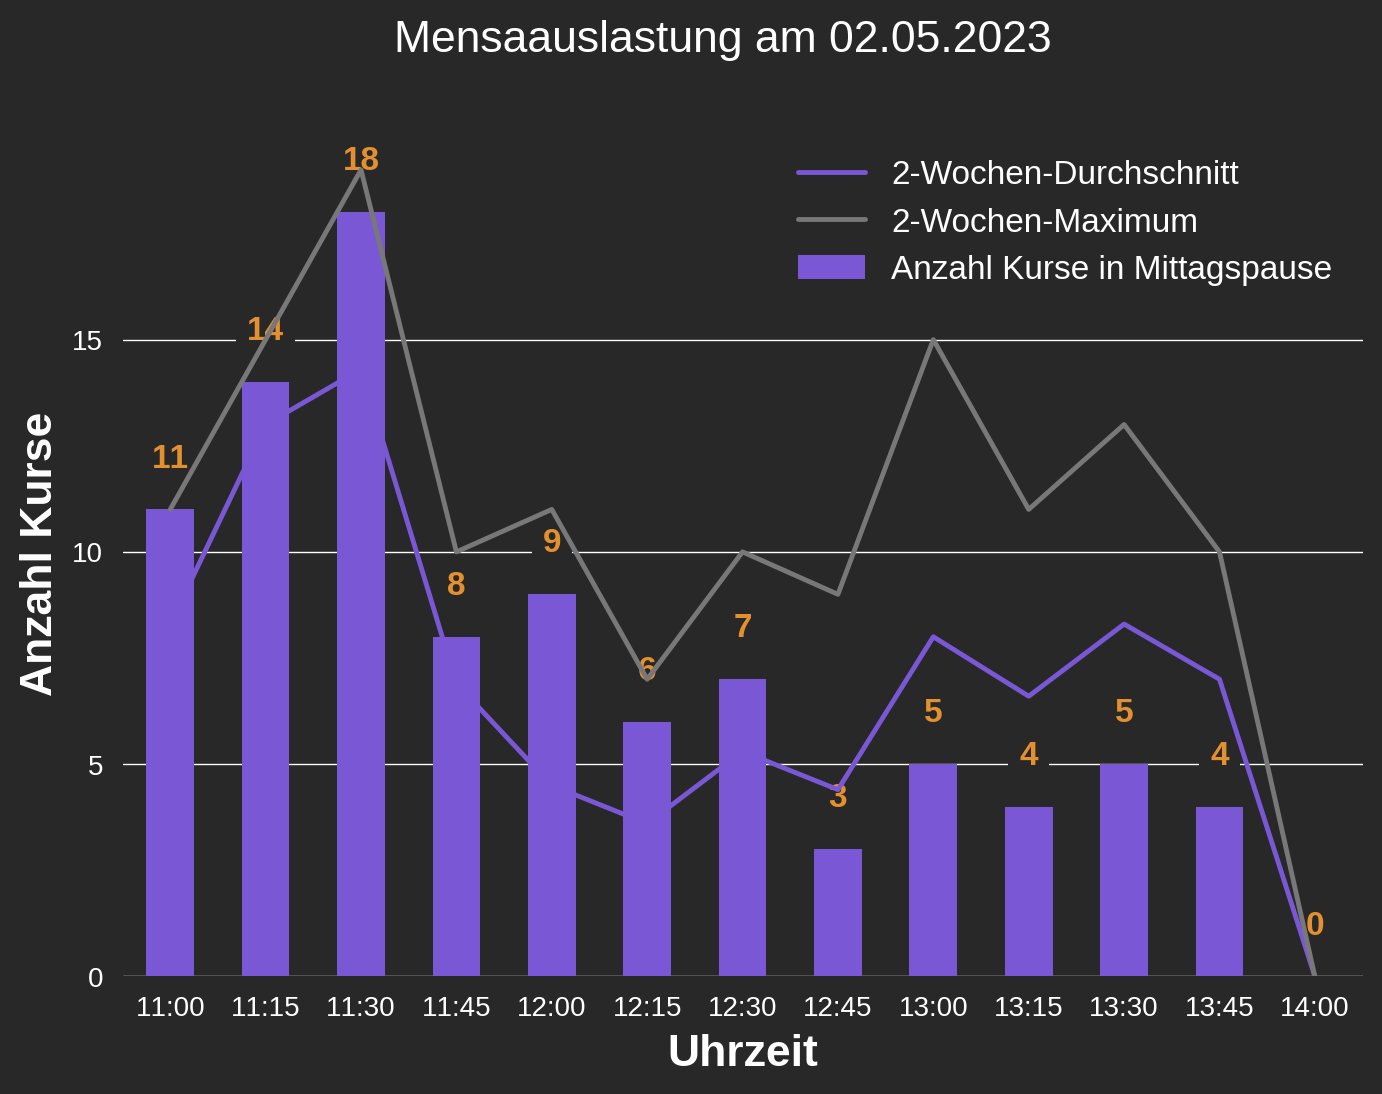 Mensaauslastung am 02.05.2023
2-Wochen-Durchschnitt
2-Wochen-Maximum
Anzahl Kurse in Mittagspause
Anzahl Kurse
15
10
5
0
11
14
18
8
9
6
7
3
5
4
5
4
0
11:00 11:15 11:30 11:45 12:00 12:15 12:30 12:45 13:00 13:15 13:30 13:45 14:00
Uhrzeit